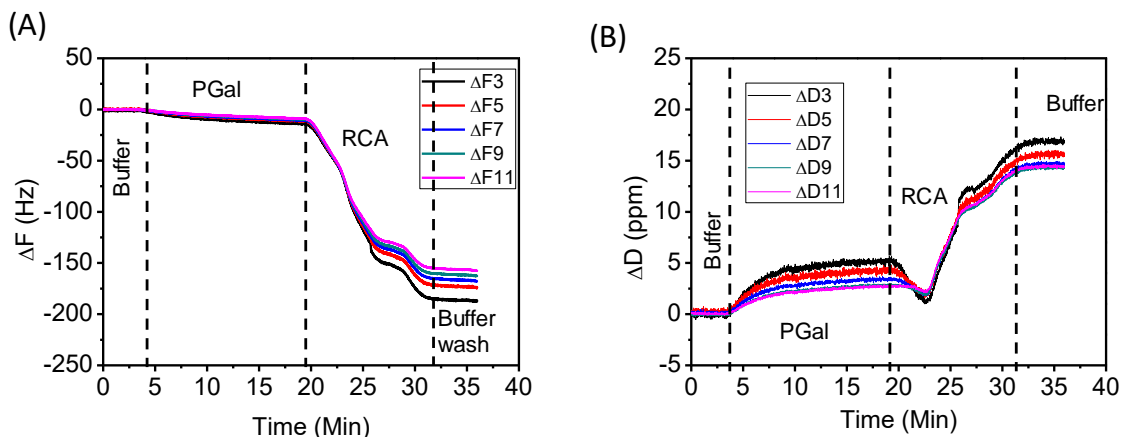 (A)
50
0
-50
-100
-150
-200
-250
ΔF (Hz)
Buffer
PGal
RCA
Buffer
wash
ΔF3
ΔF5
ΔF7
ΔF9
ΔF11
0 5 10 15 20 25 30 35 40
Time (Min)
(B)
25
20
15
10
5
0
-5
ΔD (ppm)
Buffer
PGal
RCA
Buffer
ΔD3
ΔD5
ΔD7
ΔD9
ΔD11
0 5 10 15 20 25 30 35 40
Time (Min)